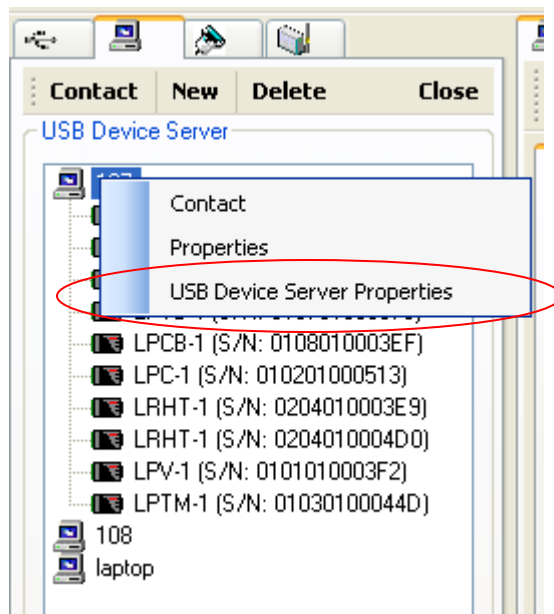 Contact New Delete Close
USB Device Server
Contact
Properties
USB Device Server Properties
LPCB-1 (S/N: 0108010003EF)
LPC-1 (S/N: 010201000513)
LRHT-1 (S/N: 0204010003E9)
LRHT-1 (S/N: 0204010004D0)
LPV-1 (S/N: 0101010003F2)
LPTM-1 (S/N: 01030100044D)
108
laptop